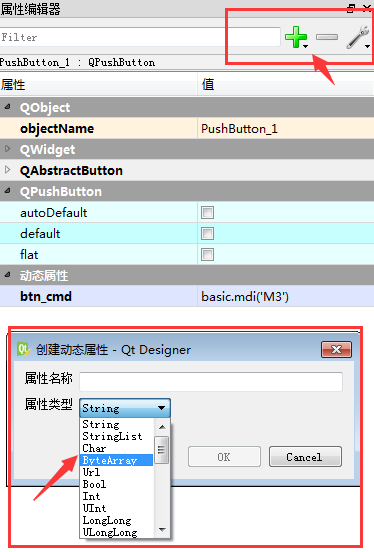 属性编辑器
Filter
PushButton_1 : QPushButton
属性 值
QObject
objectName PushButton_1
QWidget
QAbstractButton
QPushButton
autoDefault
default
flat
动态属性
btn_cmd basic.mdi('M3')
创建动态属性 - Qt Designer
属性名称
属性类型 String
String
StringList
Char
ByteArray
Url
Bool
Int
UInt
LongLong
ULongLong
OK Cancel